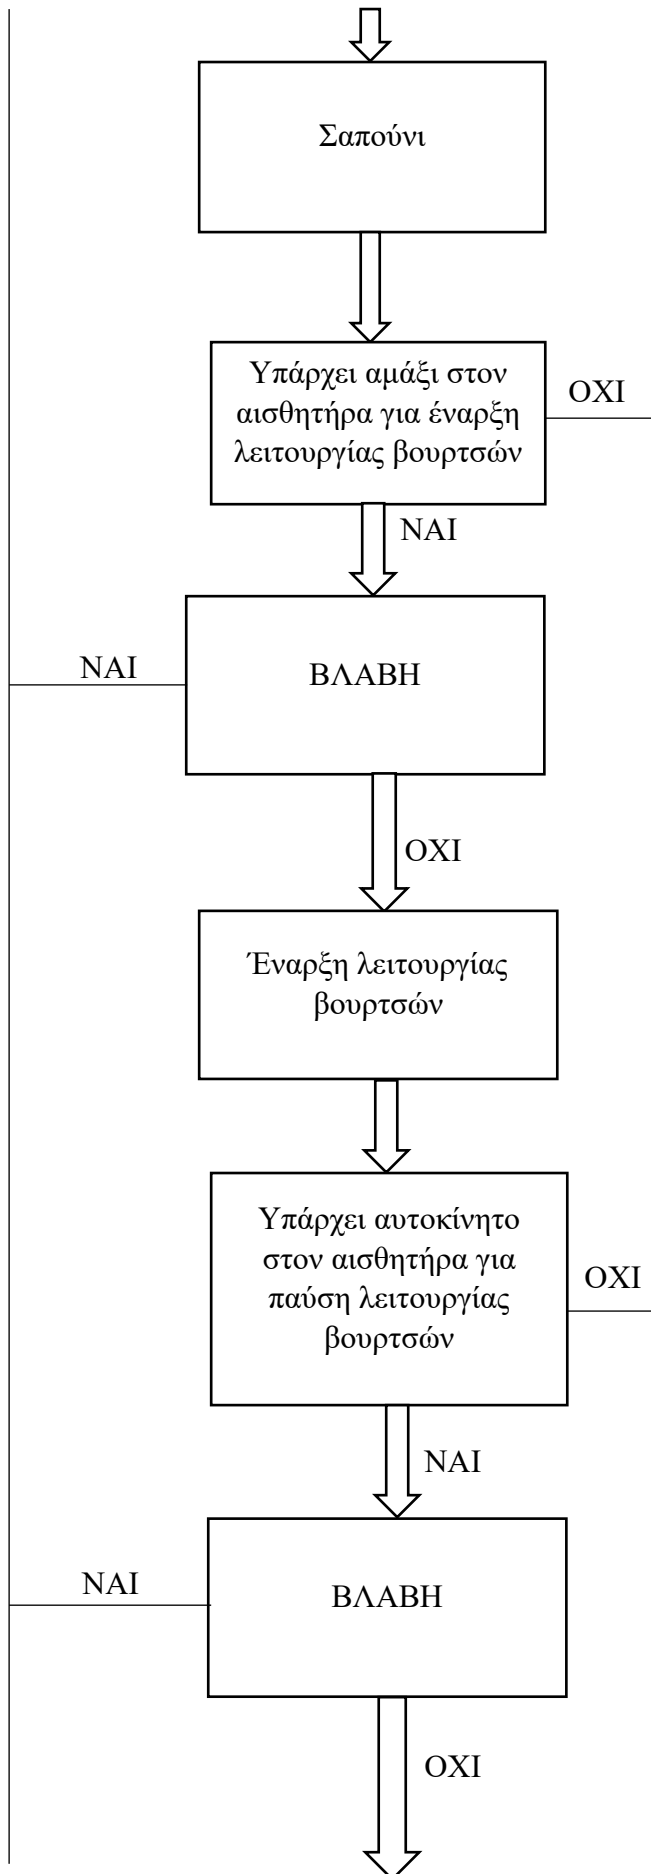 Σαπούνι
Υπάρχει αμάξι στον
αισθητήρα για έναρξη
λειτουργίας βουρτσών
ΟΧΙ
ΝΑΙ
ΝΑΙ
ΒΛΑΒΗ
ΟΧΙ
Έναρξη λειτουργίας
βουρτσών
Υπάρχει αυτοκίνητο
στον αισθητήρα για
παύση λειτουργίας
βουρτσών
ΟΧΙ
ΝΑΙ
ΝΑΙ
ΒΛΑΒΗ
ΟΧΙ